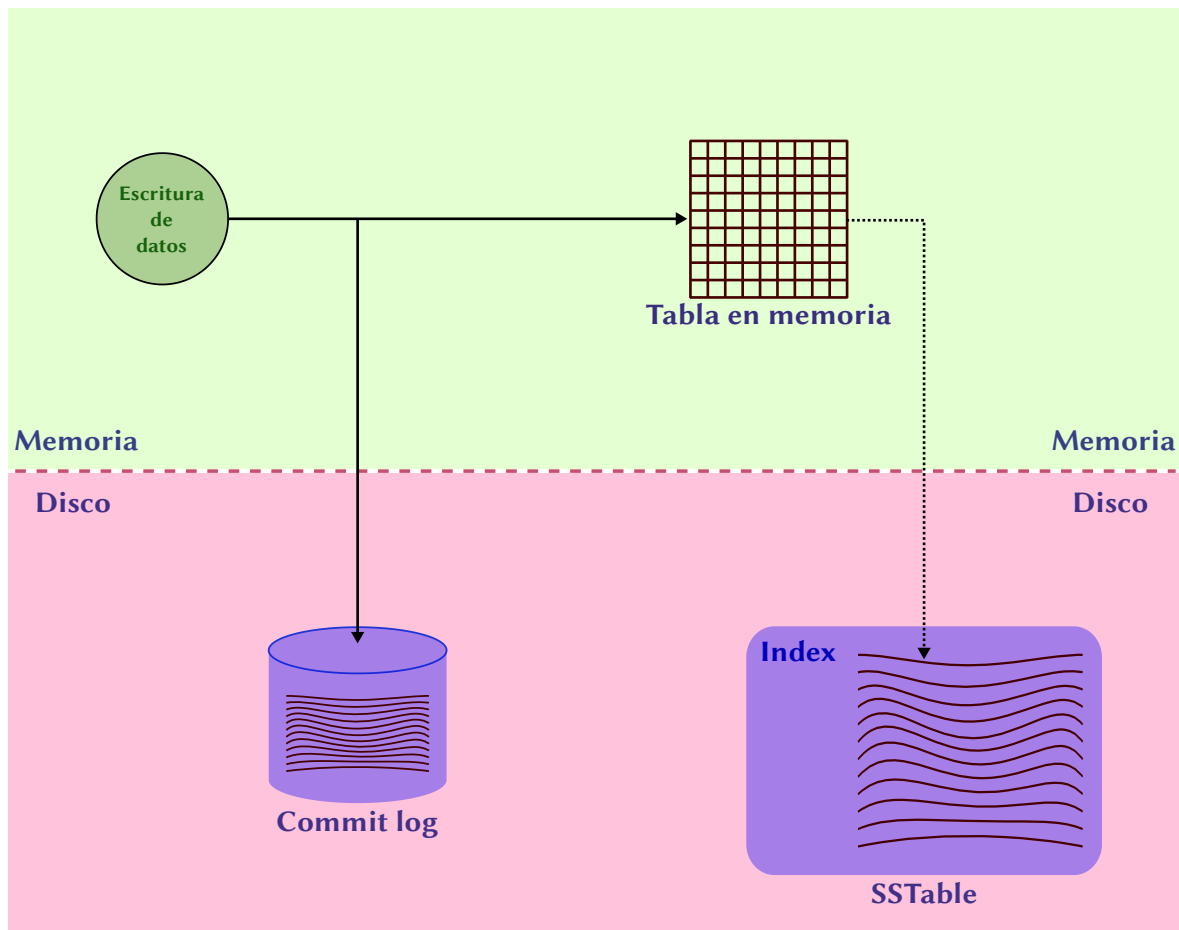 Escritura
de
datos
Tabla en memoria
Memoria
Memoria
Disco
Disco
Index
Commit log
SSTable